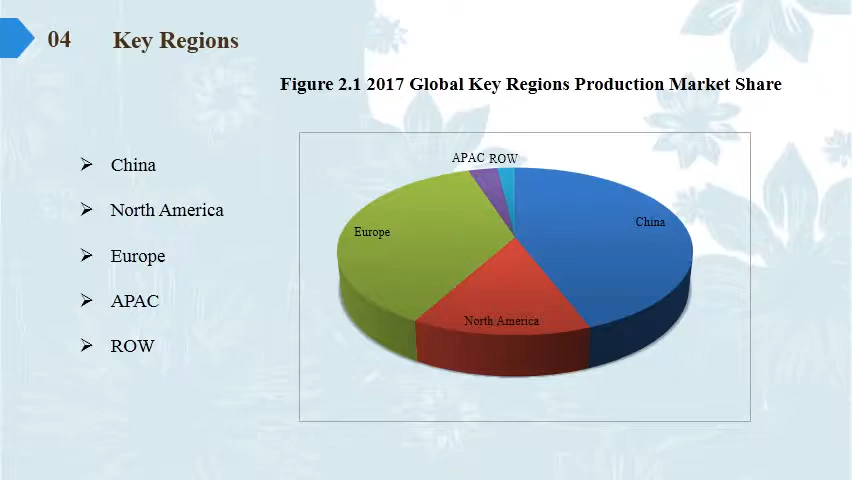 04 Key Regions
Figure 2.1 2017 Global Key Regions Production Market Share
China
North America
Europe
APAC
ROW
APAC ROW
China
Europe
North America